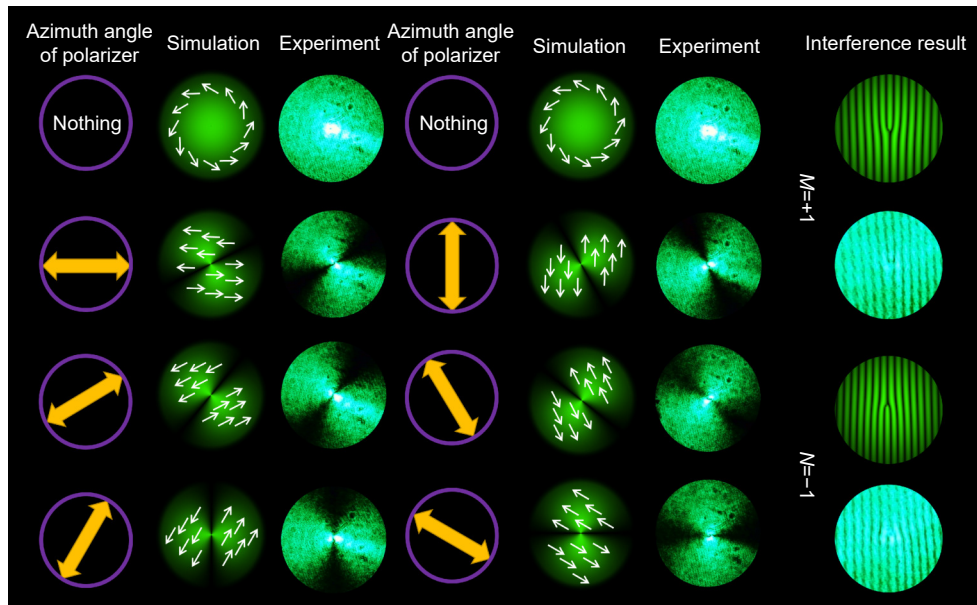 Azimuth angle
of polarizer
Simulation
Experiment
Azimuth angle
of polarizer
Simulation
Experiment
Interference result
Nothing
Nothing
M=+1
N=−1